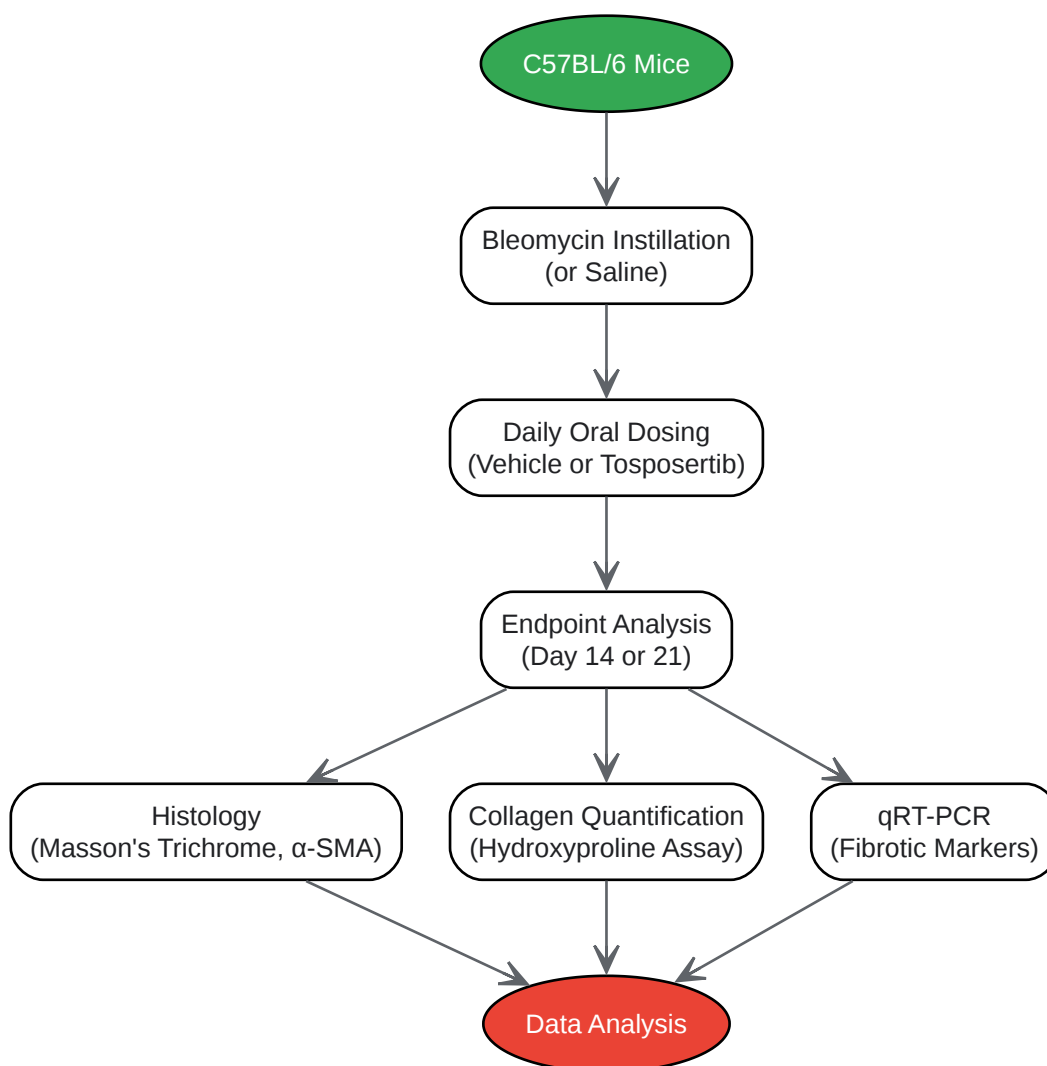 C57BL/6 Mice
Bleomycin Instillation
(or Saline)
Daily Oral Dosing
(Vehicle or Tosposertib)
Endpoint Analysis
(Day 14 or 21)
Histology
(Masson's Trichrome, α-SMA)
Collagen Quantification
(Hydroxyproline Assay)
qRT-PCR
(Fibrotic Markers)
Data Analysis